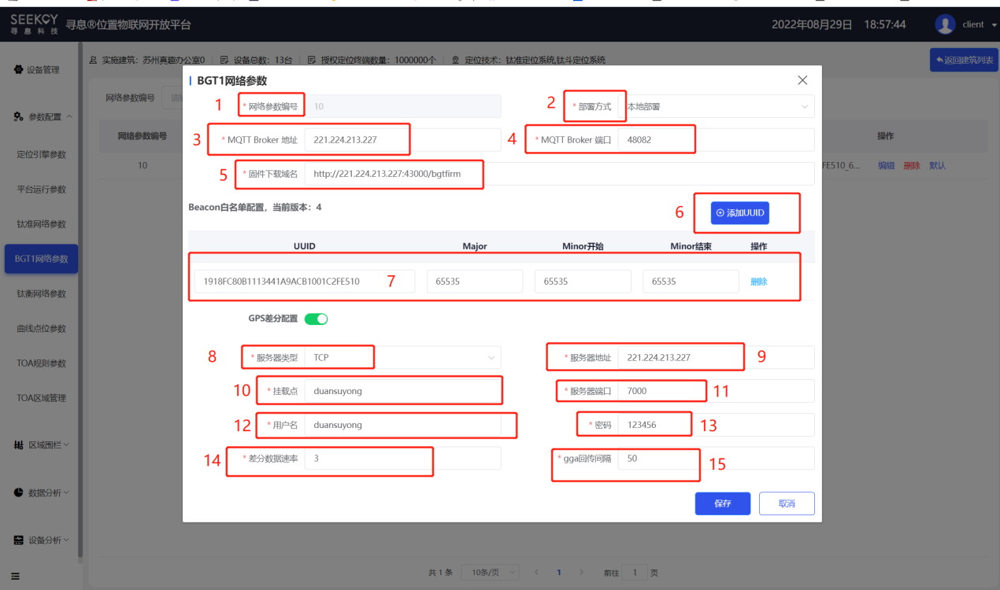 SEEKCY 寻息®位置物联网开放平台 2022年08月29日 18:57:44 client
寻息科技
设备管理
参数配置
定位引擎参数
平台运行参数
钛准网络参数
BGT1网络参数
钛衡网络参数
曲线点位参数
TOA规则参数
TOA区域管理
区域围栏
数据分析
设备分析
实施建筑：苏州真趣办公室0 设备总数：13台 授权定位终端数量：1000000个 定位技术：钛准定位系统,钛斗定位系统 返回建筑列表
网络参数编号
网络参数编号 操作
10 FE510_6... 编辑 删除 默认
BGT1网络参数
1 * 网络参数编号 10 2 * 部署方式 本地部署
3 * MQTT Broker 地址 221.224.213.227 4 * MQTT Broker 端口 48082
5 * 固件下载域名 http://221.224.213.227:43000/bgtfirm
Beacon白名单配置，当前版本：4 6 添加UUID
UUID Major Minor开始 Minor结束 操作
1918FC80B1113441A9ACB1001C2FE510 7 65535 65535 65535 删除
GPS差分配置
8 * 服务器类型 TCP * 服务器地址 221.224.213.227 9
10 * 挂载点 duansuyong * 服务器端口 7000 11
12 * 用户名 duansuyong * 密码 123456 13
14 * 差分数据速率 3 * gga回传间隔 50 15
保存 取消
共 1 条 10条/页 1 前往 1 页